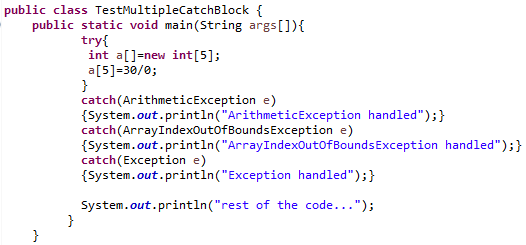 public class TestMultipleCatchBlock {
public static void main(String args[]){
try{
int a[]=new int[5];
a[5]=30/0;
}
catch(ArithmeticException e)
{System.out.println("ArithmeticException handled");}
catch(ArrayIndexOutOfBoundsException e)
{System.out.println("ArrayIndexOutOfBoundsException handled");}
catch(Exception e)
{System.out.println("Exception handled");}
System.out.println("rest of the code...");
}
}